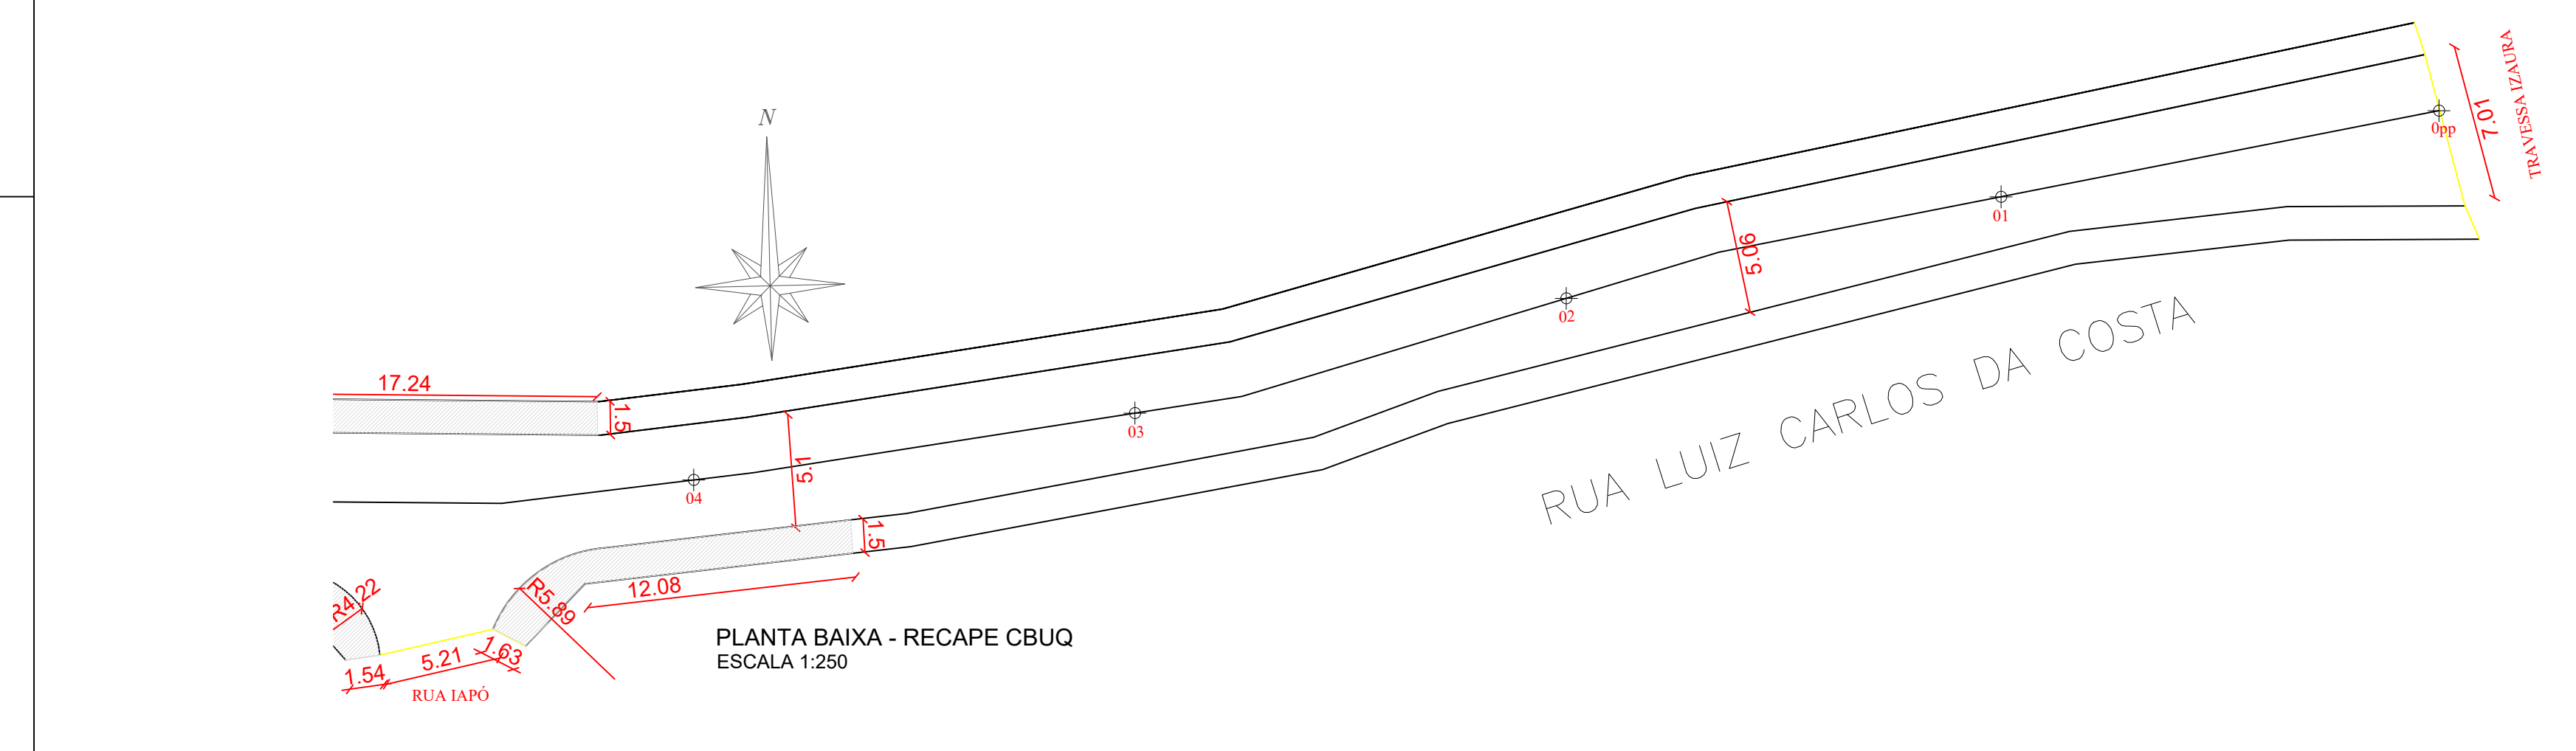 N
TRAVESSA IZAURA
7.01
0pp
01
5.06
02
RUA LUIZ CARLOS DA COSTA
17.24
1.5
03
5.1
04
1.5
R4.22
R5.89
12.08
1.63
5.21
1.54
RUA IAPÓ
PLANTA BAIXA - RECAPE CBUQ
ESCALA 1:250